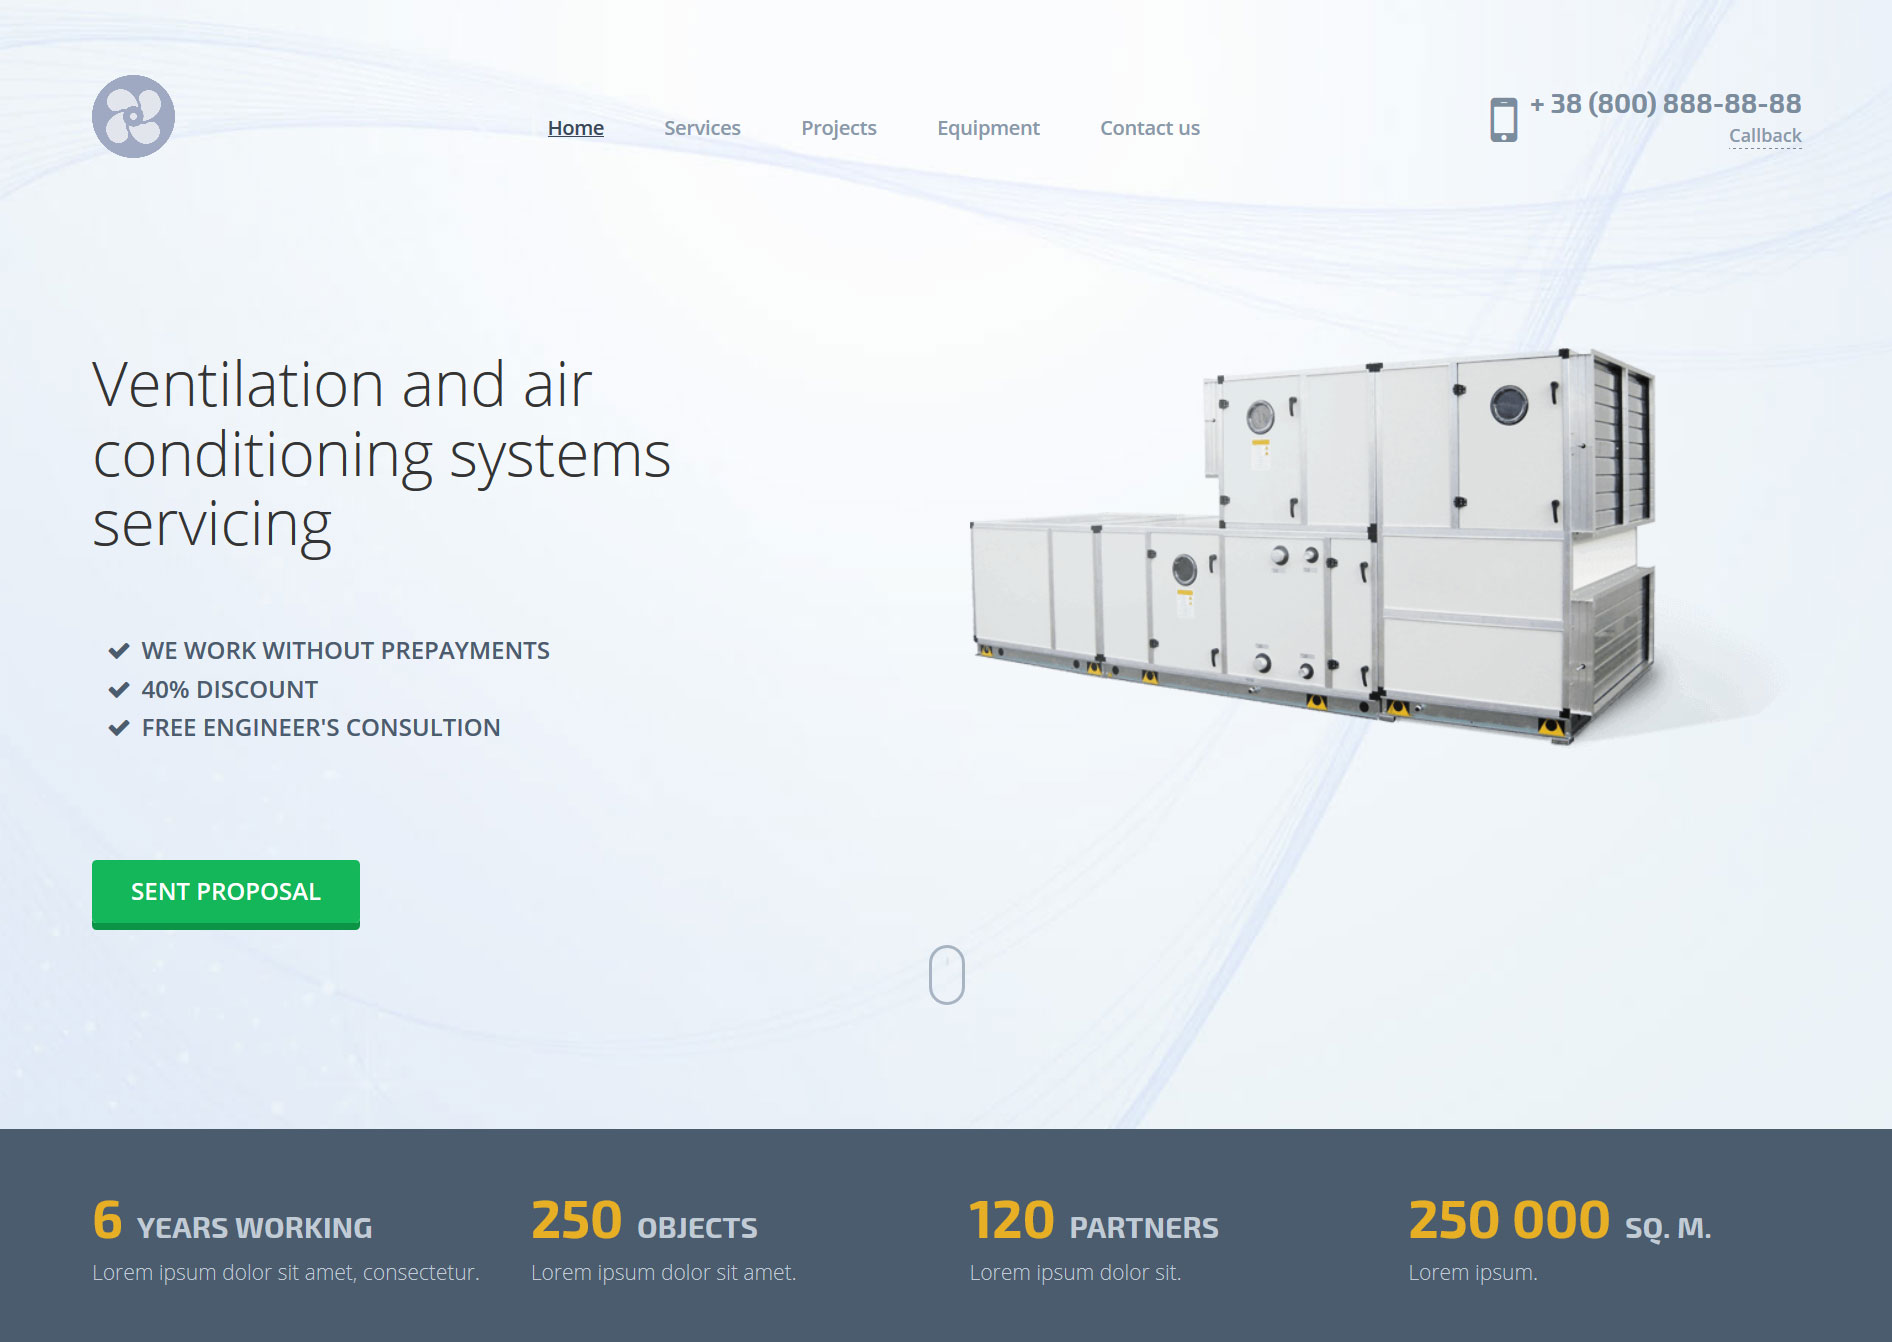 Home
Services
Projects
Equipment
Contact us
+ 38 (800) 888-88-88
Callback
Ventilation and air
conditioning systems
servicing
WE WORK WITHOUT PREPAYMENTS
40% DISCOUNT
FREE ENGINEER'S CONSULTION
SENT PROPOSAL
6 YEARS WORKING
Lorem ipsum dolor sit amet, consectetur.
250 OBJECTS
Lorem ipsum dolor sit amet.
120 PARTNERS
Lorem ipsum dolor sit.
250 000 SQ. M.
Lorem ipsum.